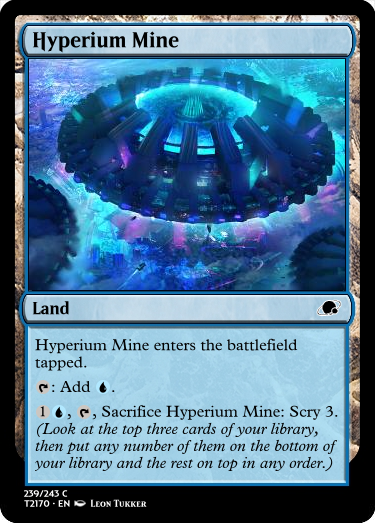 Hyperium Mine
Land
Hyperium Mine enters the battlefield
tapped.
: Add .
1 , , Sacrifice Hyperium Mine: Scry 3.
(Look at the top three cards of your library,
then put any number of them on the bottom of
your library and the rest on top in any order.)
239/243 C
T2170 · EN Leon Tukker